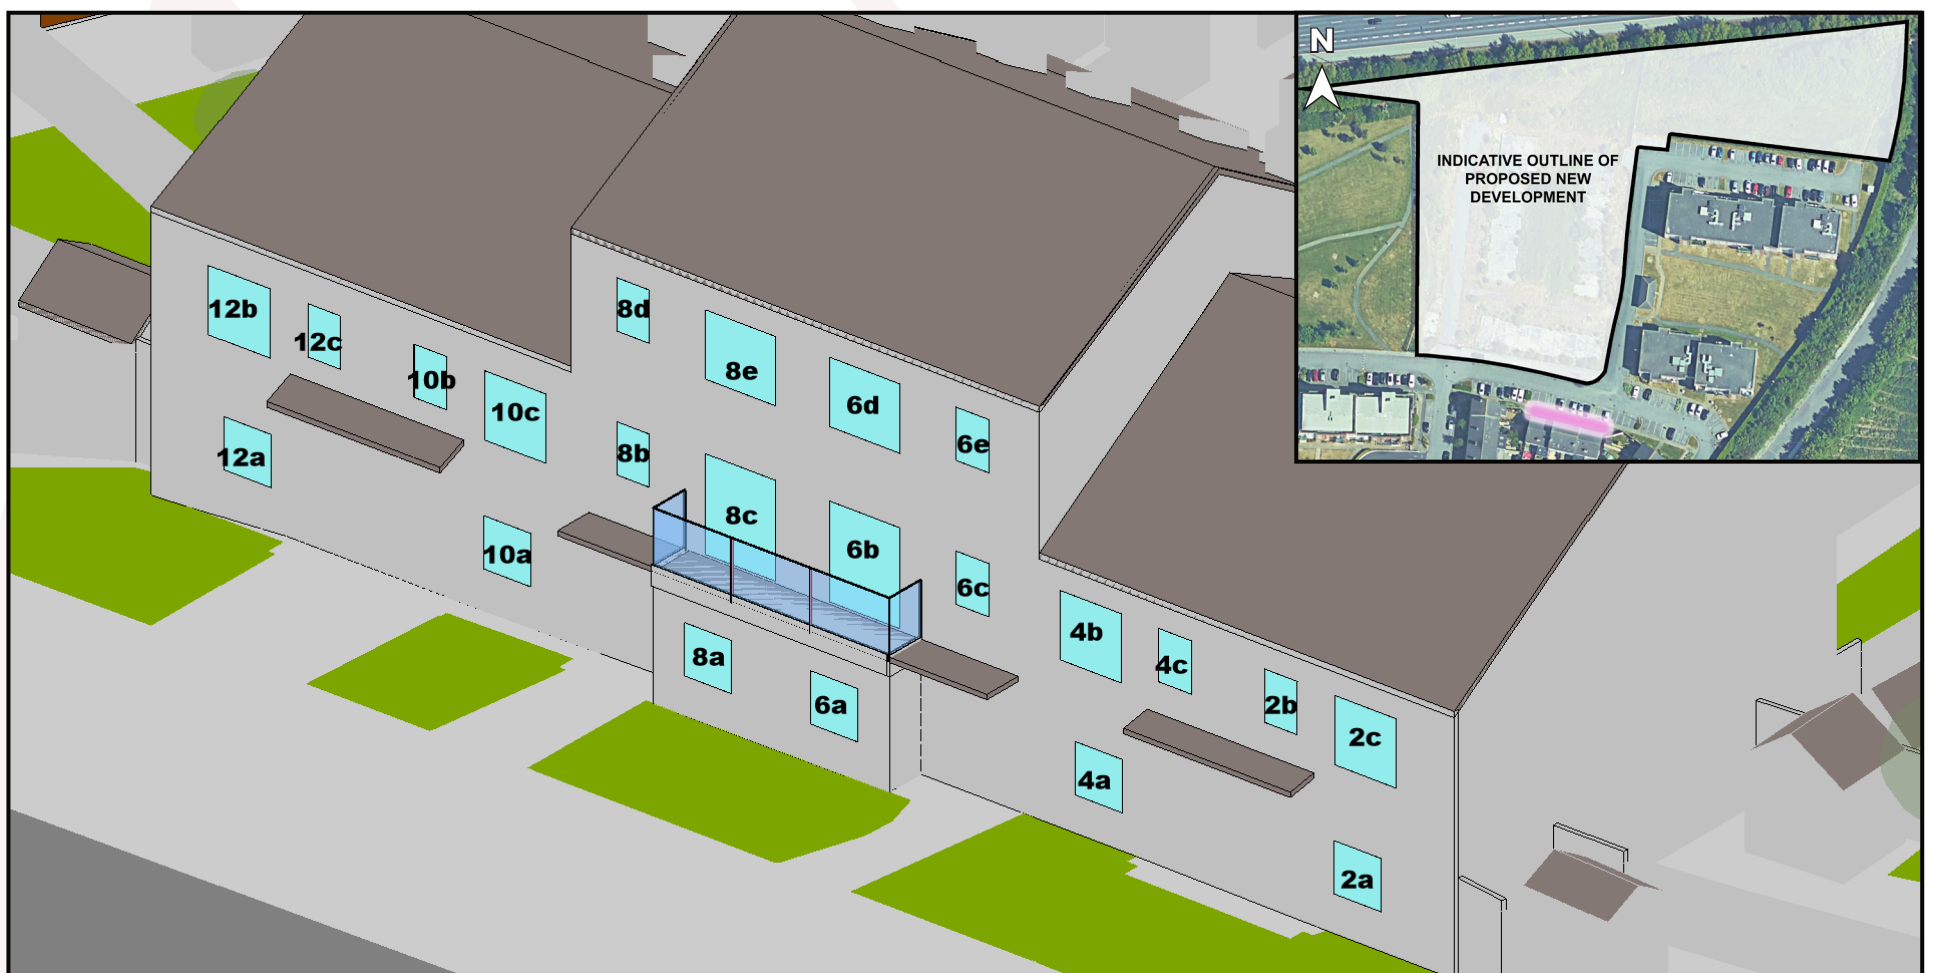 N
INDICATIVE OUTLINE OF
PROPOSED NEW
DEVELOPMENT
12b
12c
10b
10c
12a
10a
8d
8e
6d
6e
8b
8c
6b
6c
8a
6a
4b
4c
2b
2c
4a
2a